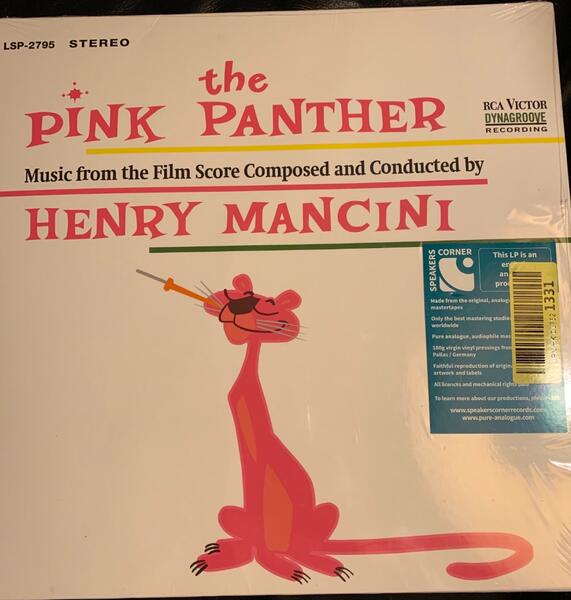 LSP-2795 STEREO
the
PINK PANTHER
RCA VICTOR
DYNAGROOVE
RECORDING
Music from the Film Score Composed and Conducted by
HENRY MANCINI
SPEAKERS
CORNER
This LP is an
Made from the original,
mastertapes
Only the best mastering
worldwide
Pure analogue, audiophile
180g virgin vinyl pressings from
Pallas / Germany
Faithful reproduction of
artwork and labels
All licences and mechanical rights paid
To learn more about our productions,
www.speakerscornerrecords.com
www.pure-analogue.com
1331